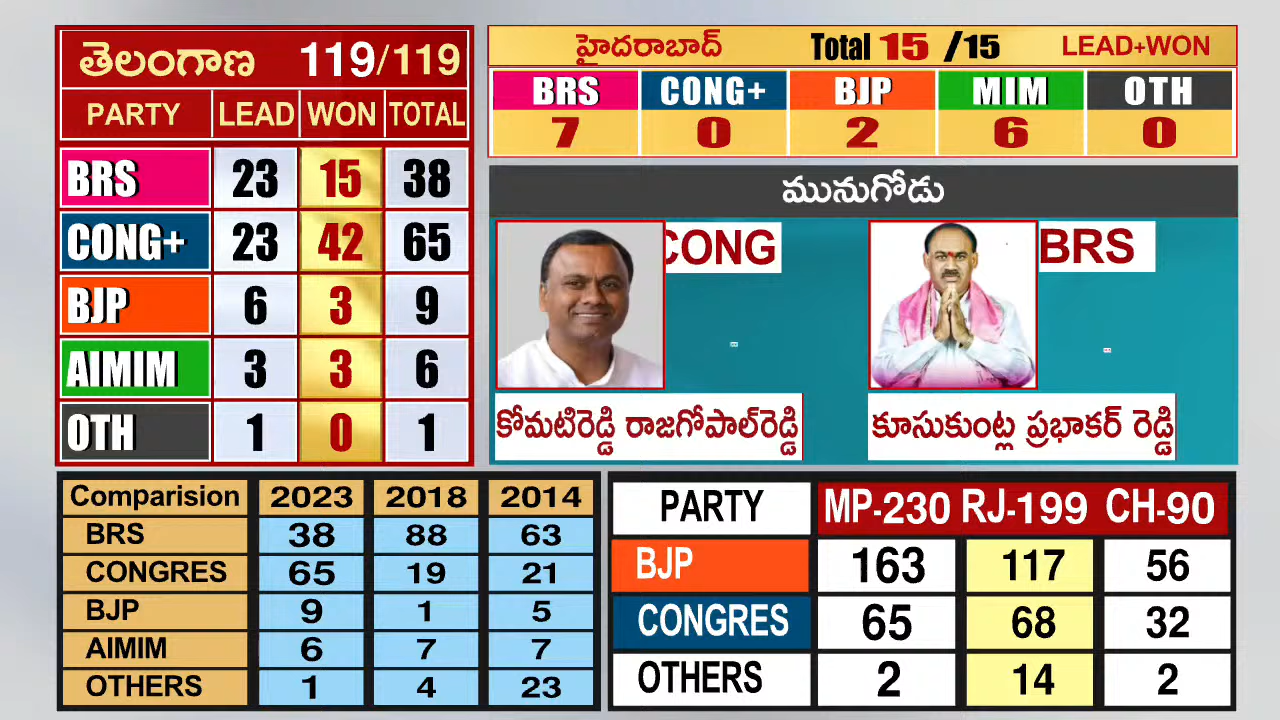 తెలంగాణ 119/119
PARTY LEAD WON TOTAL
BRS 23 15 38
CONG+ 23 42 65
BJP 6 3 9
AIMIM 3 3 6
OTH 1 0 1
హైదరాబాద్ Total 15 /15 LEAD+WON
BRS CONG+ BJP MIM OTH
7 0 2 6 0
మునుగోడు
CONG BRS
కోమటిరెడ్డి రాజగోపాల్‌రెడ్డి కూసుకుంట్ల ప్రభాకర్ రెడ్డి
Comparision 2023 2018 2014
BRS 38 88 63
CONGRES 65 19 21
BJP 9 1 5
AIMIM 6 7 7
OTHERS 1 4 23
PARTY MP-230 RJ-199 CH-90
BJP 163 117 56
CONGRES 65 68 32
OTHERS 2 14 2